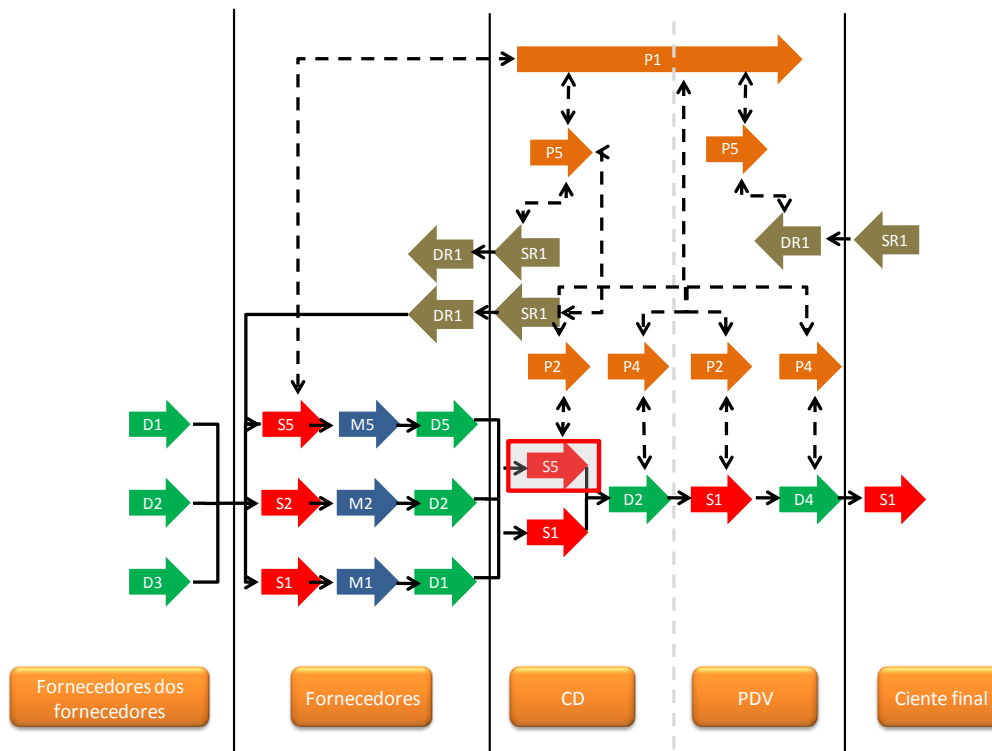 P1
P5
P5
DR1
SR1
DR1
SR1
DR1
SR1
P2
P4
P2
P4
D1
S5
M5
D5
S5
D2
S2
M2
D2
D2
S1
D4
S1
S1
D3
S1
M1
D1
Fornecedores dos
fornecedores
Fornecedores
CD
PDV
Ciente final